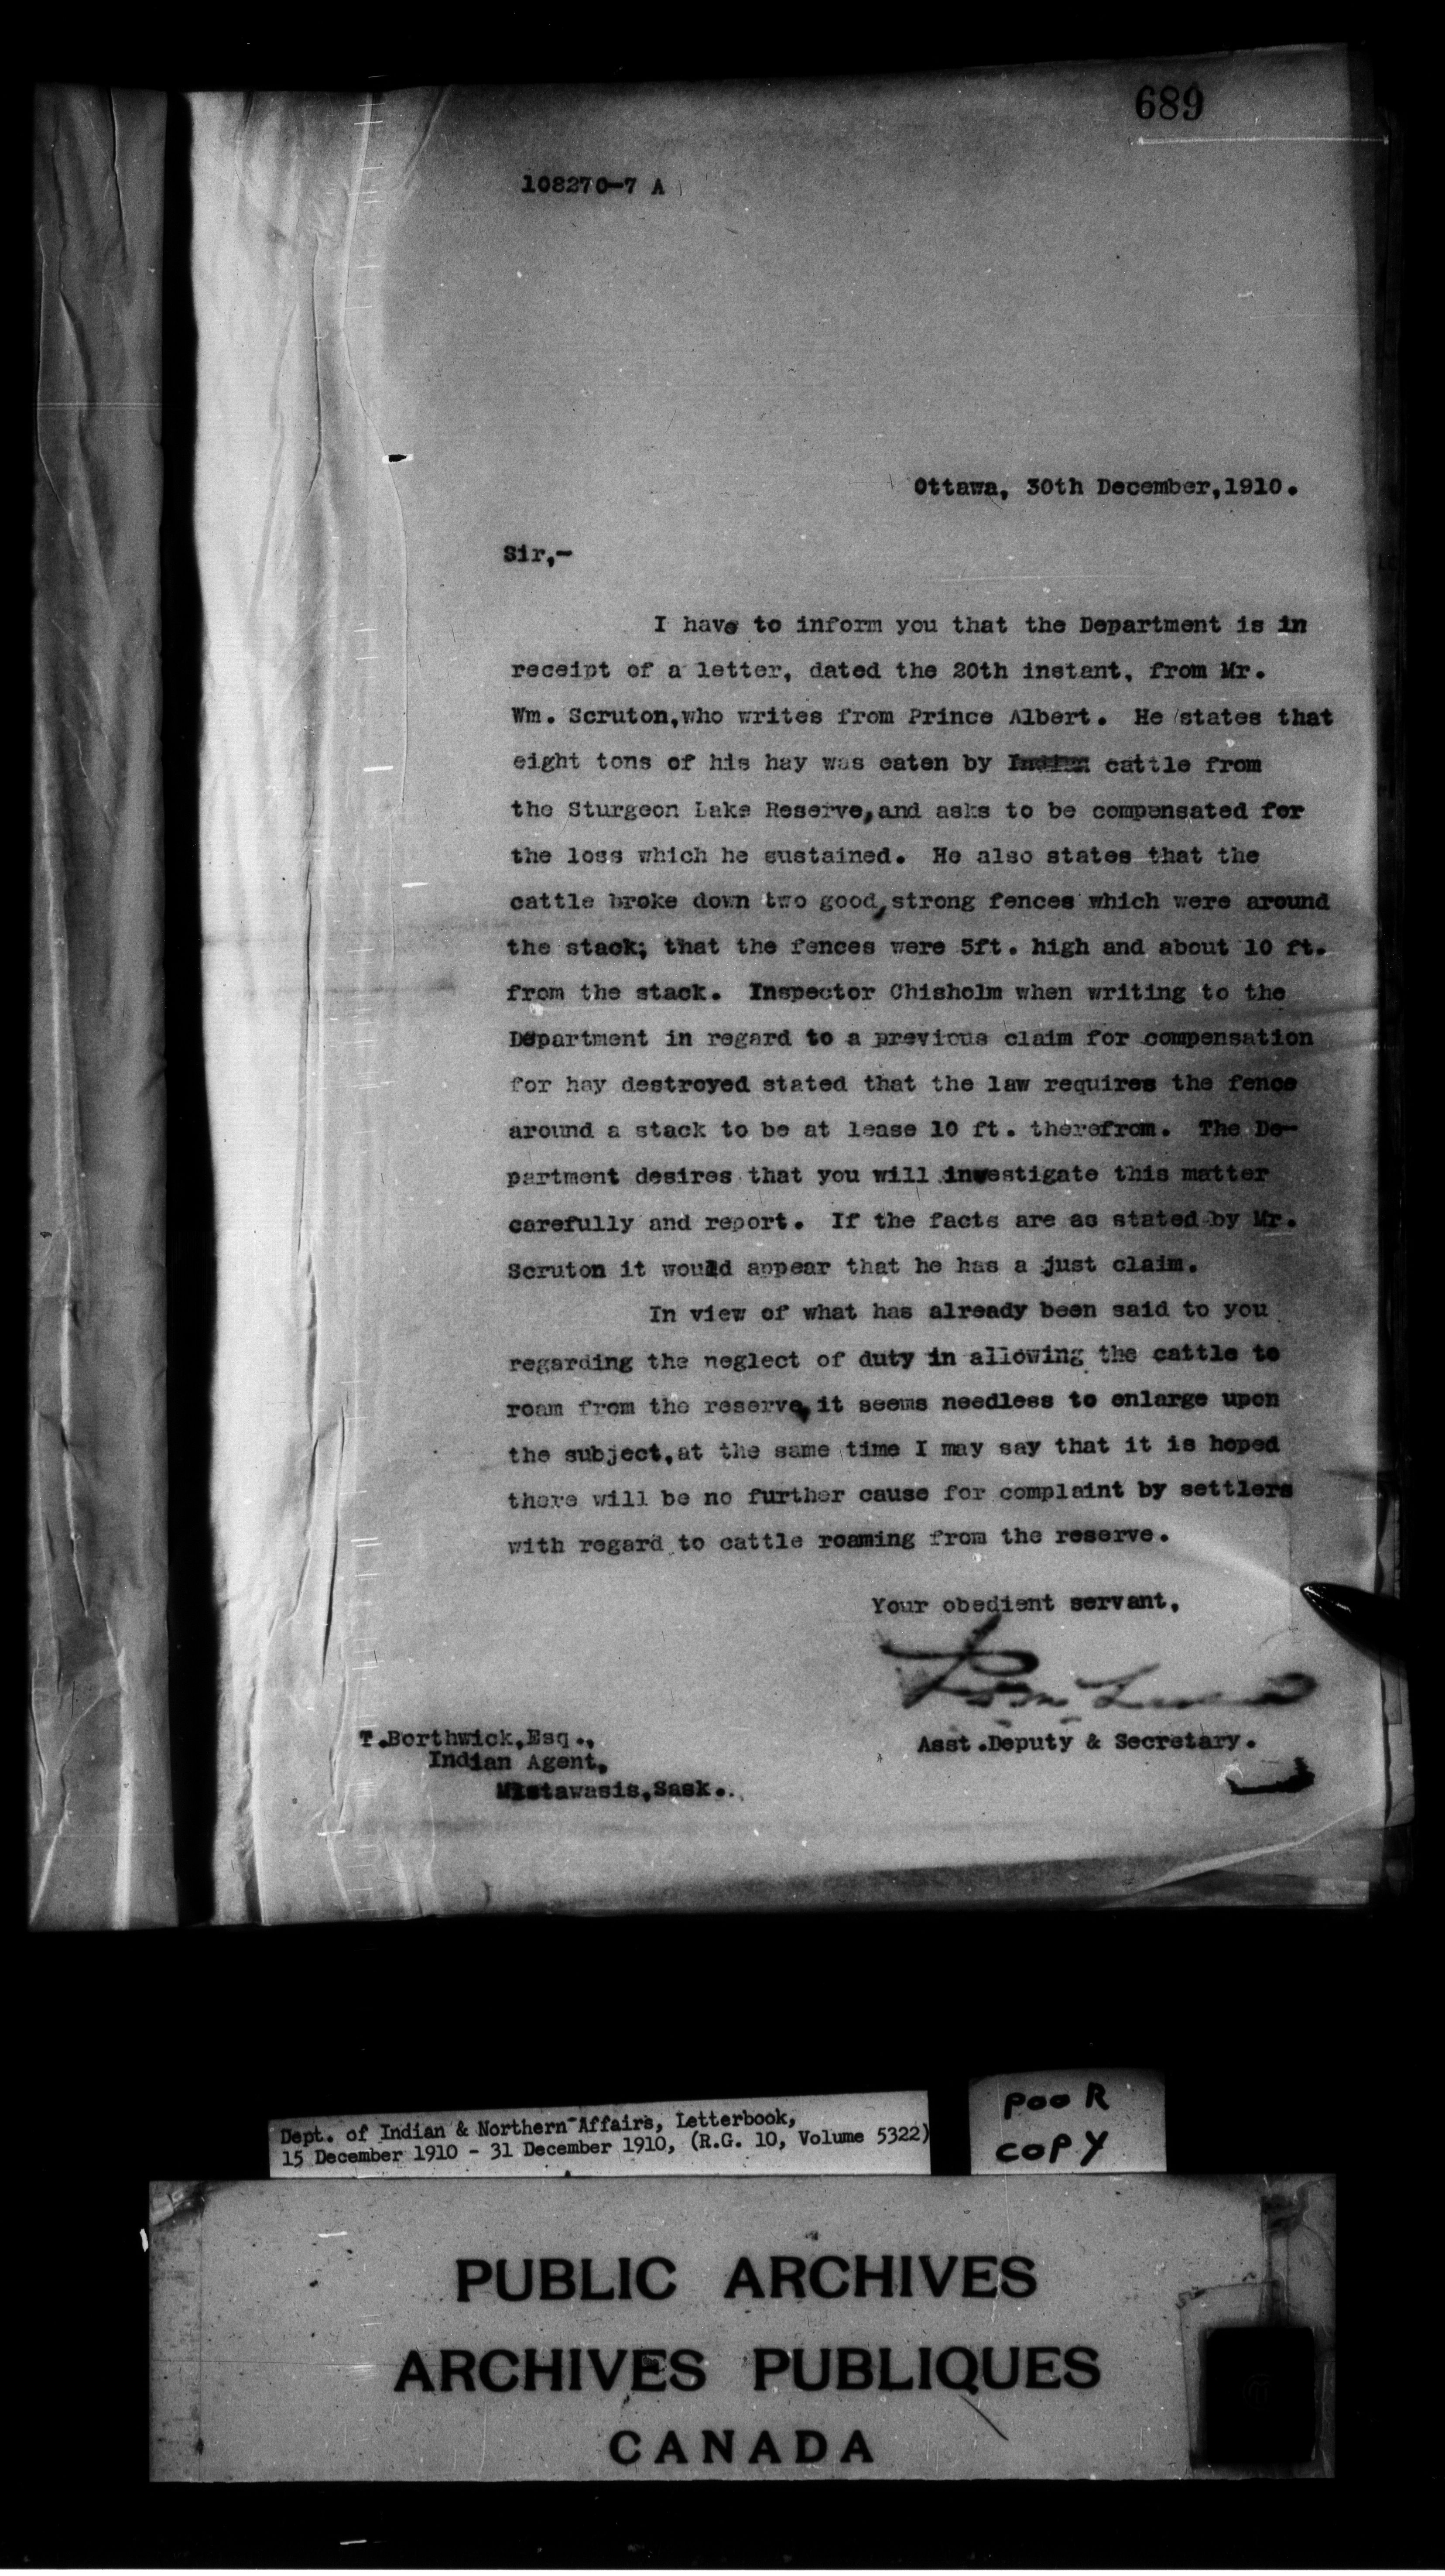 689
108270-7 A
Ottawa, 30th December,1910.
Sir,-
I have to inform you that the Department is in
receipt of a letter, dated the 20th instant, from Mr.
Wm. Scruton,who writes from Prince Albert. He states that
eight tons of his hay was eaten by cattle from
the Sturgeon Lake Reserve,and asks to be compensated for
the loss which he sustained. He also states that the
cattle broke down two good,strong fences which were around
the stack; that the fences were 5ft. high and about 10 ft.
from the stack. Inspector Chisholm when writing to the
Department in regard to a previous claim for compensation
for hay destroyed stated that the law requires the fence
around a stack to be at lease 10 ft. therefrom. The De-
partment desires that you will investigate this matter
carefully and report. If the facts are as stated by Mr.
Scruton it would appear that he has a just claim.
In view of what has already been said to you
regarding the neglect of duty in allowing the cattle to
roam from the reserve,it seems needless to enlarge upon
the subject,at the same time I may say that it is hoped
there will be no further cause for complaint by settlers
with regard to cattle roaming from the reserve.
Your obedient servant,
Asst.Deputy & Secretary.
T.Borthwick,Esq.,
Indian Agent,
Mistawasis,Sask..
Dept. of Indian & Northern Affairs, Letterbook,
15 December 1910 - 31 December 1910, (R.G. 10, Volume 5322)
POOR
COPY
PUBLIC ARCHIVES
ARCHIVES PUBLIQUES
CANADA